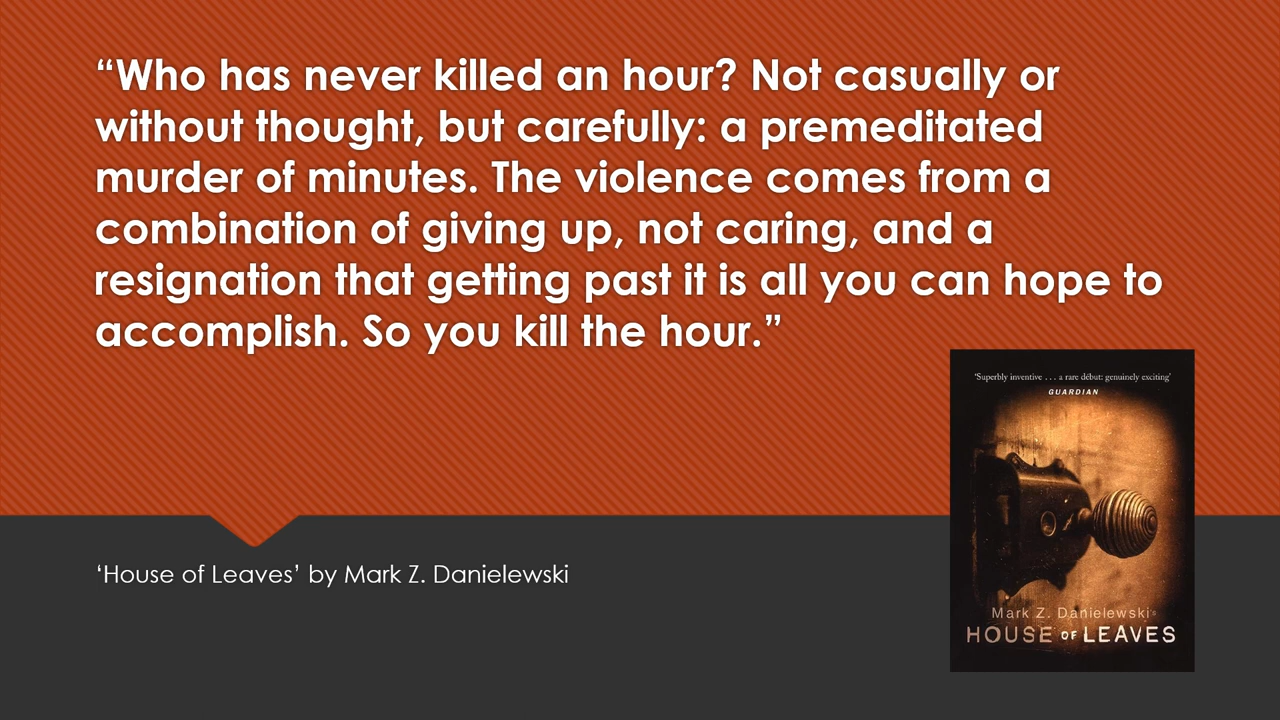 “Who has never killed an hour? Not casually or
without thought, but carefully: a premeditated
murder of minutes. The violence comes from a
combination of giving up, not caring, and a
resignation that getting past it is all you can hope to
accomplish. So you kill the hour.”
‘Superbly inventive . . . a rare début: genuinely exciting’
GUARDIAN
Mark Z. Danielewski's
HOUSE OF LEAVES
‘House of Leaves’ by Mark Z. Danielewski